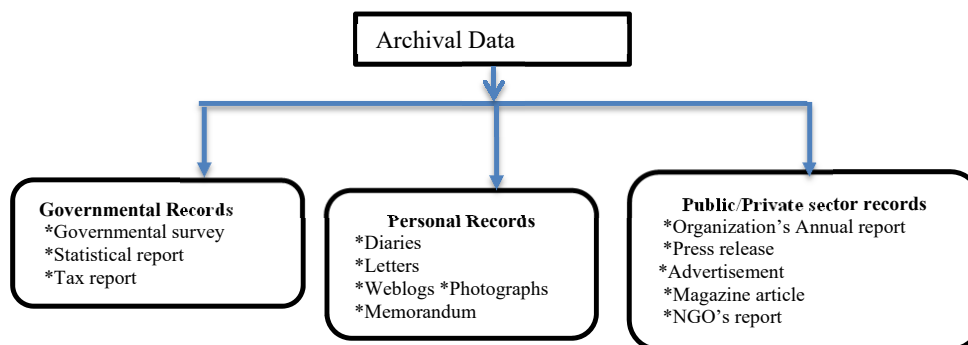 Archival Data
Governmental Records
*Governmental survey
*Statistical report
*Tax report
Personal Records
*Diaries
*Letters
*Weblogs *Photographs
*Memorandum
Public/Private sector records
*Organization's Annual report
*Press release
*Advertisement
*Magazine article
*NGO's report